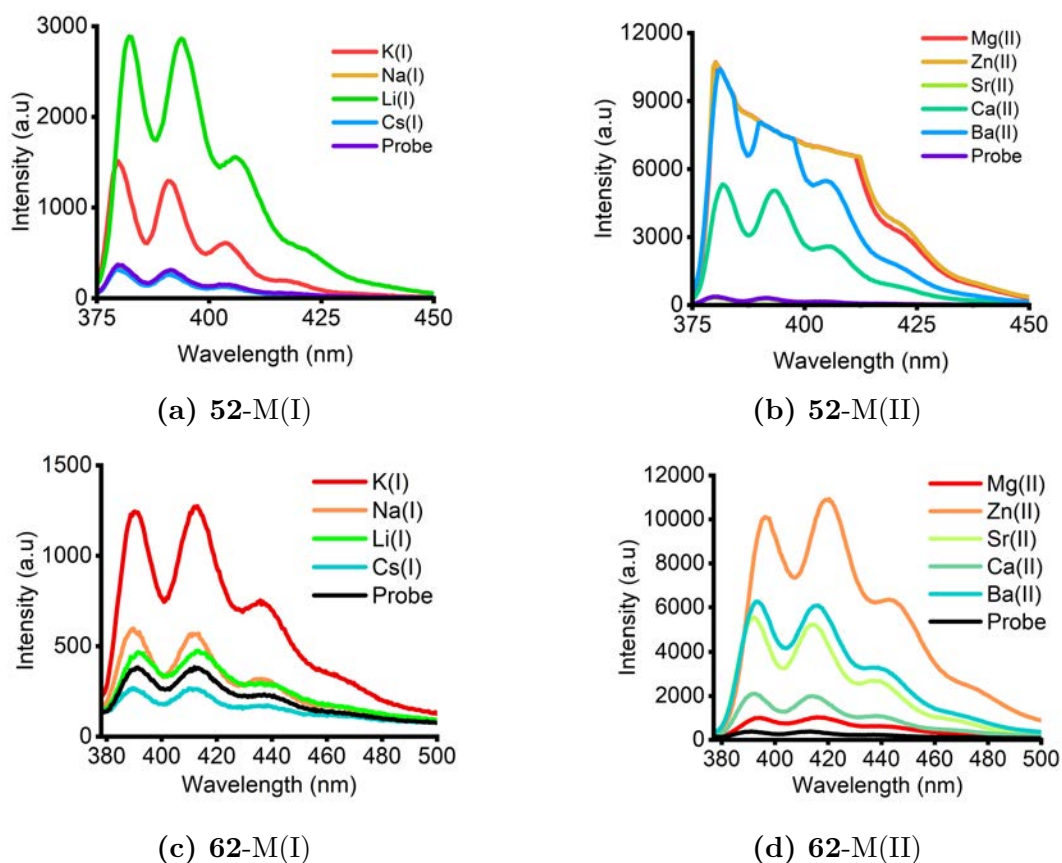 3000
2000
1000
0
Intensity (a.u)
375 400 425 450
Wavelength (nm)
K(I)
Na(I)
Li(I)
Cs(I)
Probe
(a) 52-M(I)
12000
9000
6000
3000
0
Intensity (a.u)
375 400 425 450
Wavelength (nm)
Mg(II)
Zn(II)
Sr(II)
Ca(II)
Ba(II)
Probe
(b) 52-M(II)
1500
1000
500
0
Intensity (a.u)
380 400 420 440 460 480 500
Wavelength (nm)
K(I)
Na(I)
Li(I)
Cs(I)
Probe
(c) 62-M(I)
12000
10000
8000
6000
4000
2000
0
Intensity (a.u)
380 400 420 440 460 480 500
Wavelength (nm)
Mg(II)
Zn(II)
Sr(II)
Ca(II)
Ba(II)
Probe
(d) 62-M(II)